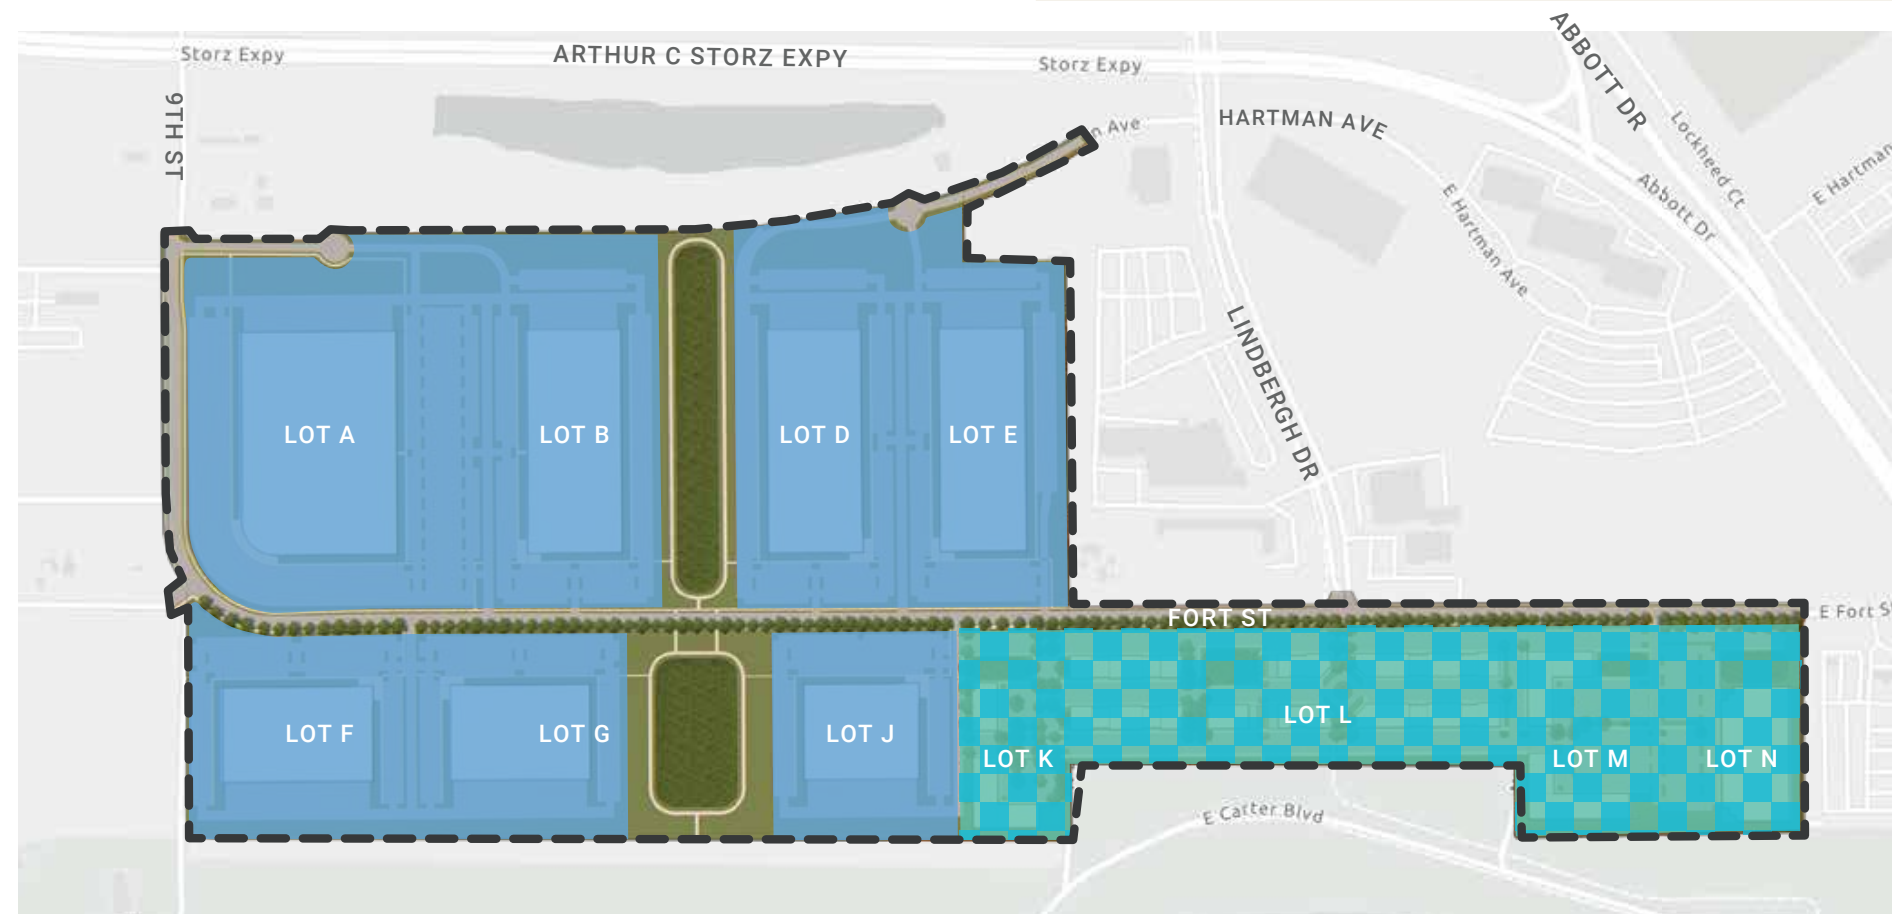 ABBOTT DR
Storz Expy
ARTHUR C STORZ EXPY
Storz Expy
9TH ST
n Ave
HARTMAN AVE
Lockheed Ct
E Hartman
Abbott Dr
E Hartman Ave
LINDBERGH DR
LOT A
LOT B
LOT D
LOT E
FORT ST
E Fort S
LOT F
LOT G
LOT J
LOT K
LOT L
LOT M
LOT N
E Carter Blvd